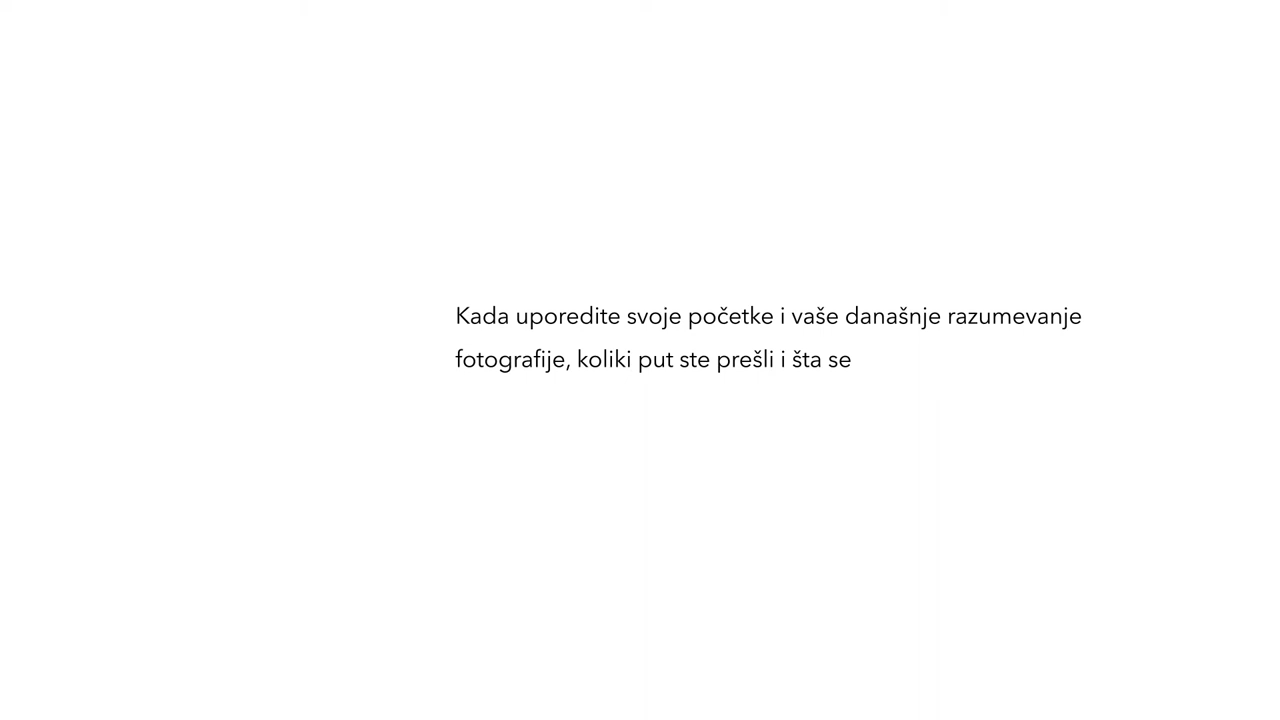 Kada uporedite svoje početke i vaše današnje razumevanje
fotografije, koliki put ste prešli i šta se